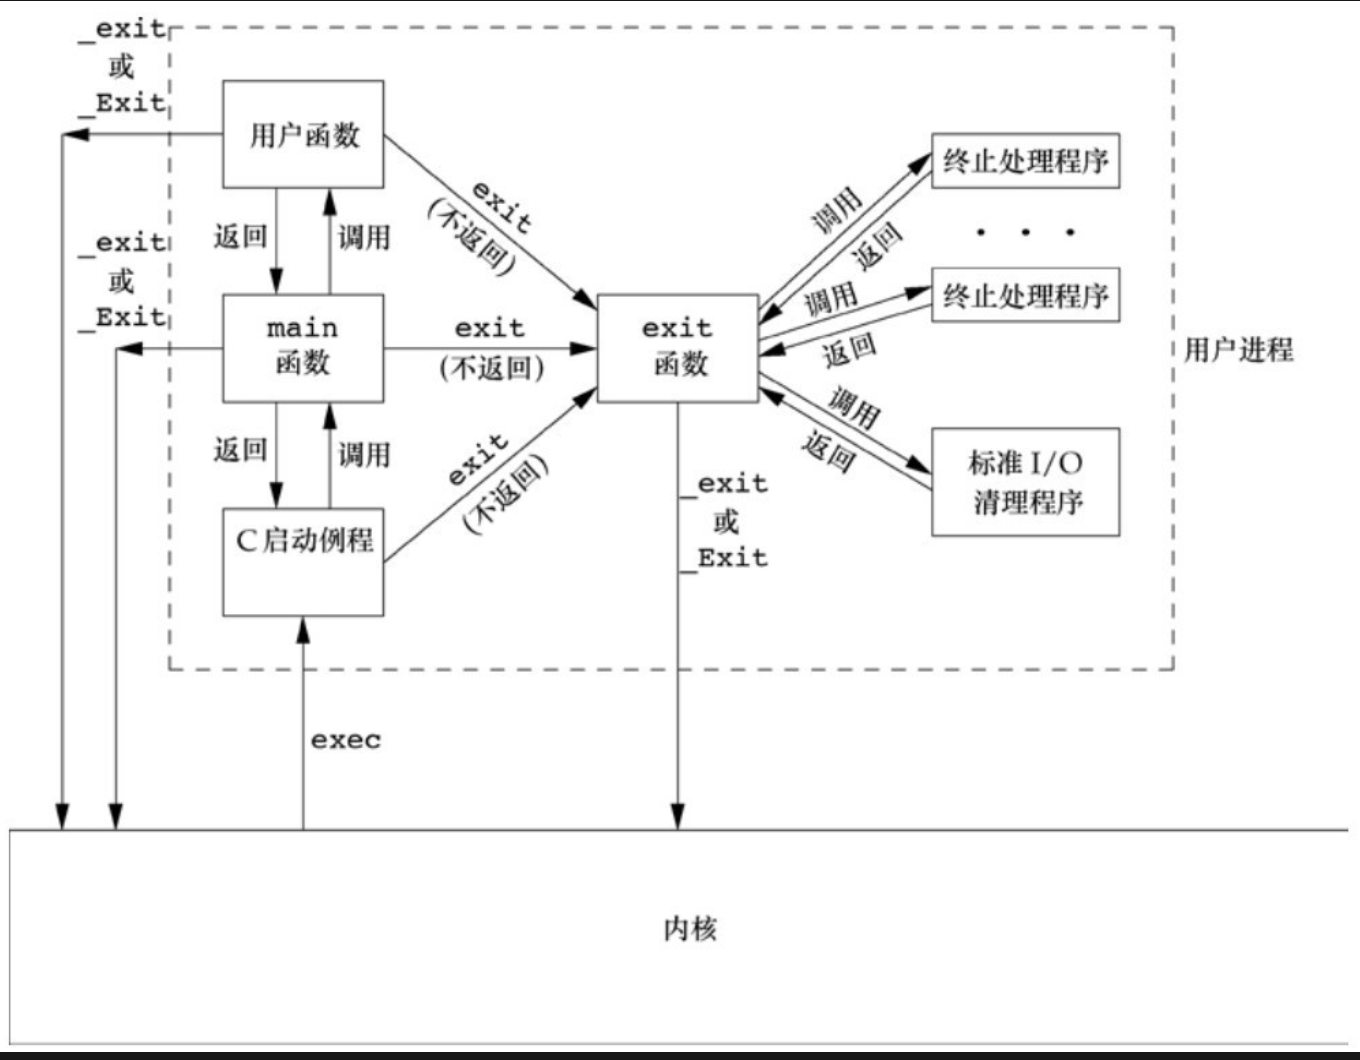 _exit
或
_Exit
用户函数
终止处理程序
exit
(不返回)
调用
返回
返回
调用
. . .
_exit
或
_Exit
终止处理程序
调用
返回
main
函数
exit
(不返回)
exit
函数
用户进程
返回
调用
exit
(不返回)
调用
返回
标准 I/O
清理程序
C 启动例程
_exit
或
_Exit
exec
内核